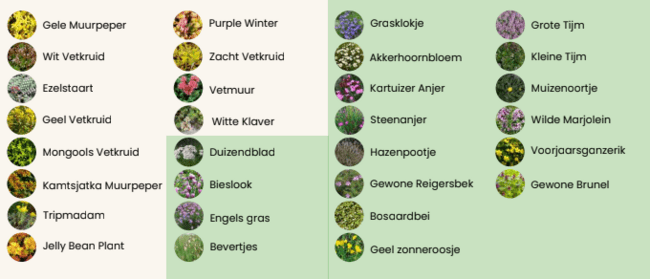 Gele Muurpeper
Wit Vetkruid
Ezelstaart
Geel Vetkruid
Mongools Vetkruid
Kamtsjatka Muurpeper
Tripmadam
Jelly Bean Plant
Purple Winter
Zacht Vetkruid
Vetmuur
Witte Klaver
Duizendblad
Bieslook
Engels gras
Bevertjes
Grasklokje
Akkerhoornbloem
Kartuizer Anjer
Steenanjer
Hazenpootje
Gewone Reigersbek
Bosaardbei
Geel zonneroosje
Grote Tijm
Kleine Tijm
Muizenoortje
Wilde Marjolein
Voorjaarsganzerik
Gewone Brunel